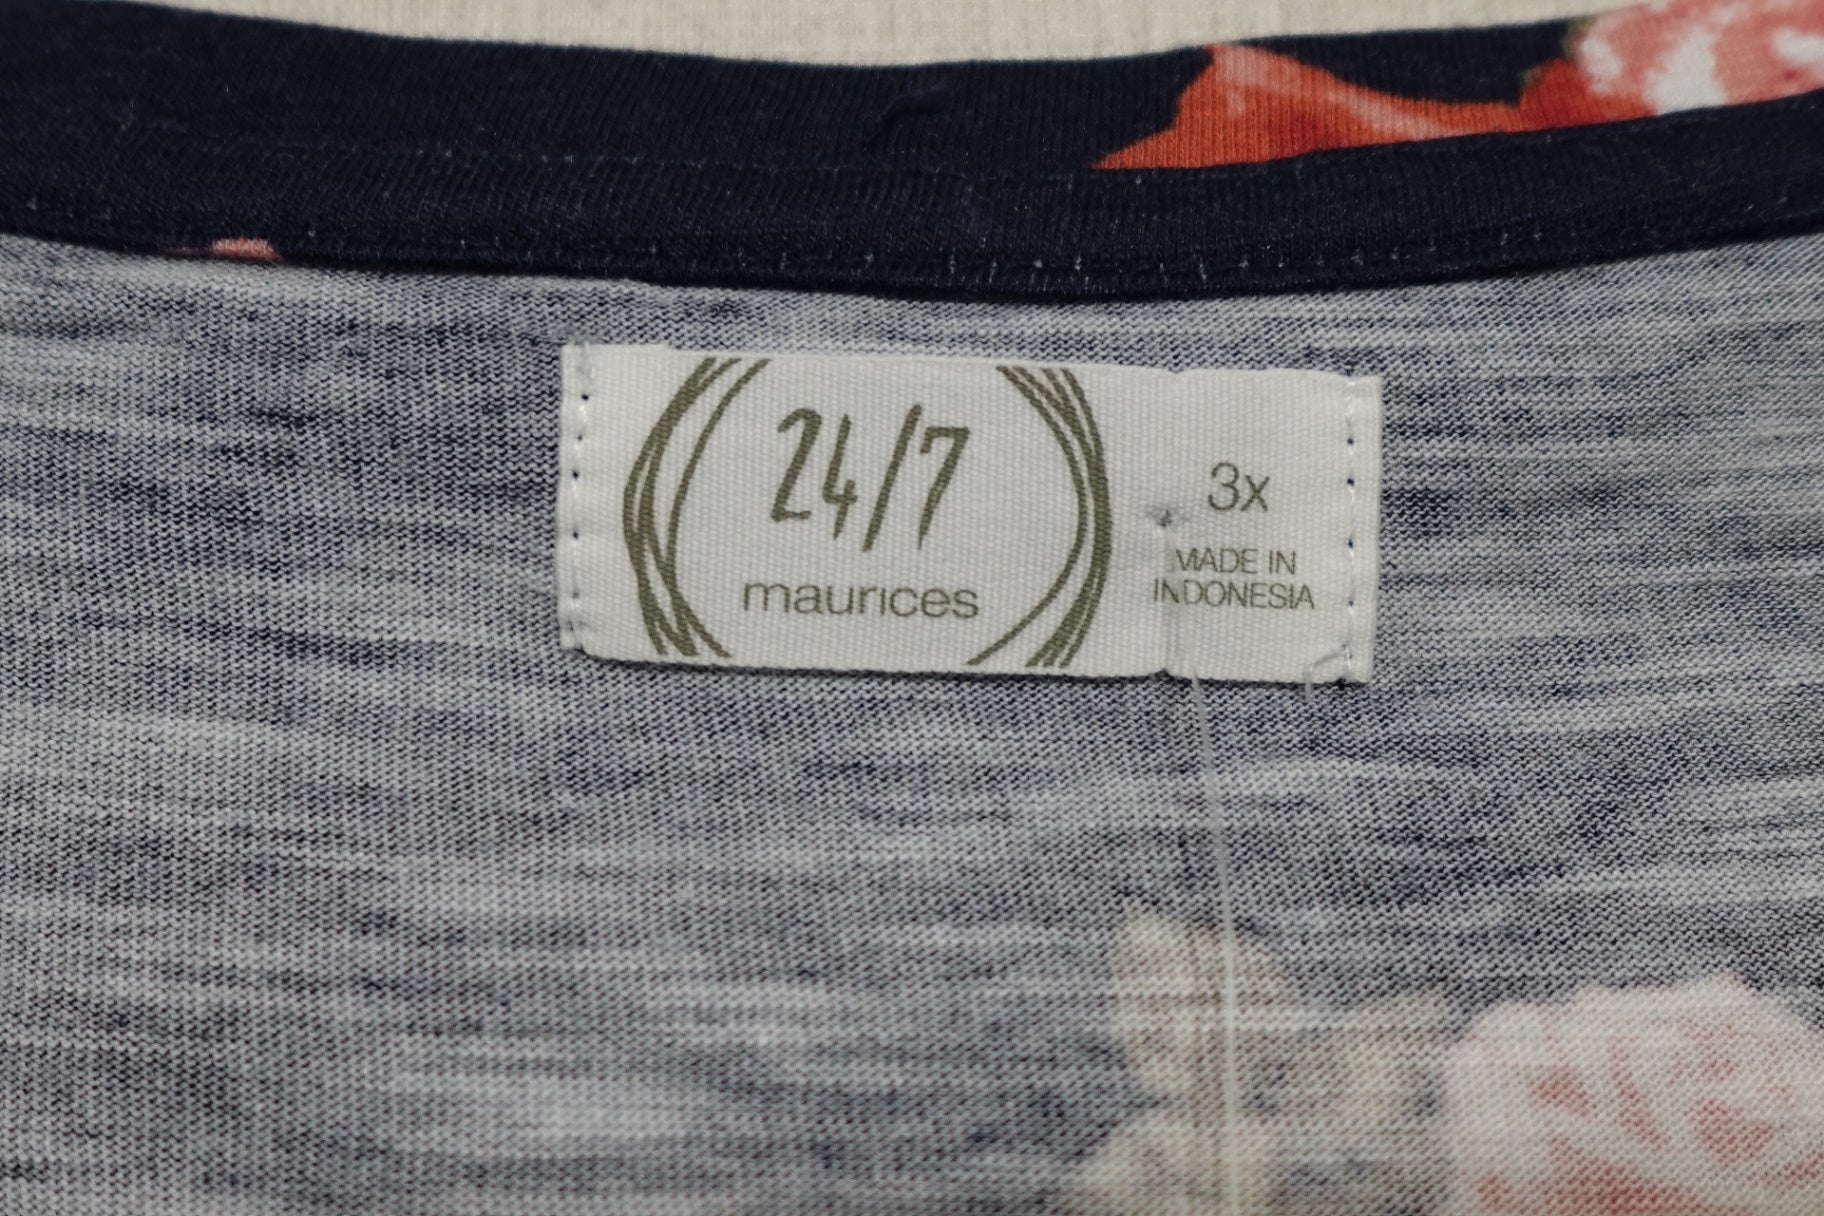 24/7
maurices
3x
MADE IN
INDONESIA